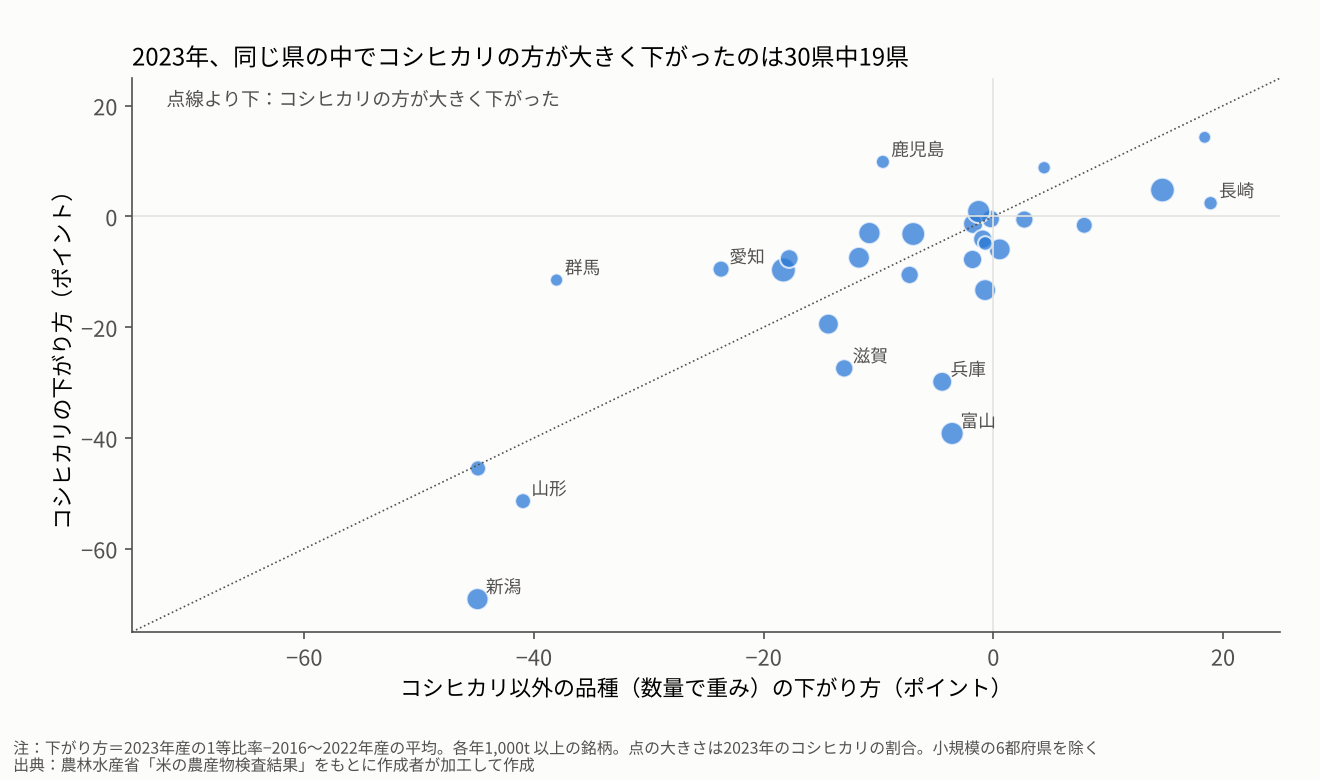 2023年、同じ県の中でコシヒカリの方が大きく下がったのは30県中19県
点線より下：コシヒカリの方が大きく下がった
20
0
−20
−40
−60
コシヒカリの下がり方（ポイント）
鹿児島
長崎
愛知
群馬
滋賀
兵庫
富山
山形
新潟
−60
−40
−20
0
20
コシヒカリ以外の品種（数量で重み）の下がり方（ポイント）
注：下がり方＝2023年産の1等比率−2016〜2022年産の平均。各年1,000t 以上の銘柄。点の大きさは2023年のコシヒカリの割合。小規模の6都府県を除く
出典：農林水産省「米の農産物検査結果」をもとに作成者が加工して作成